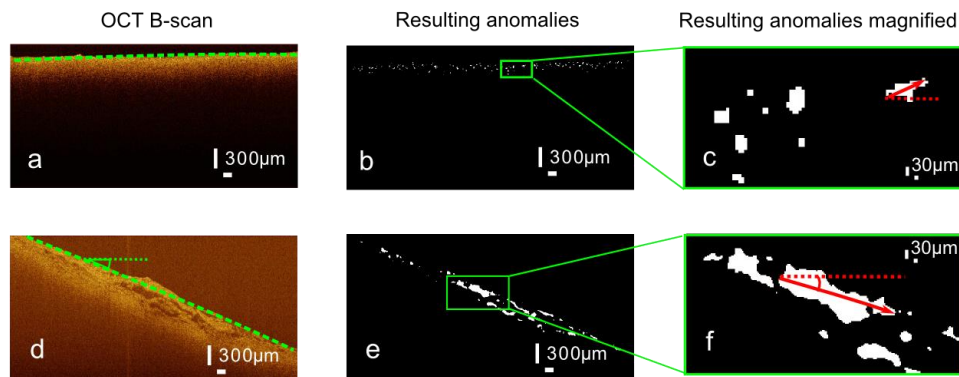 OCT B-scan
Resulting anomalies
Resulting anomalies magnified
a
300μm
b
300μm
c
30μm
d
300μm
e
300μm
f
30μm